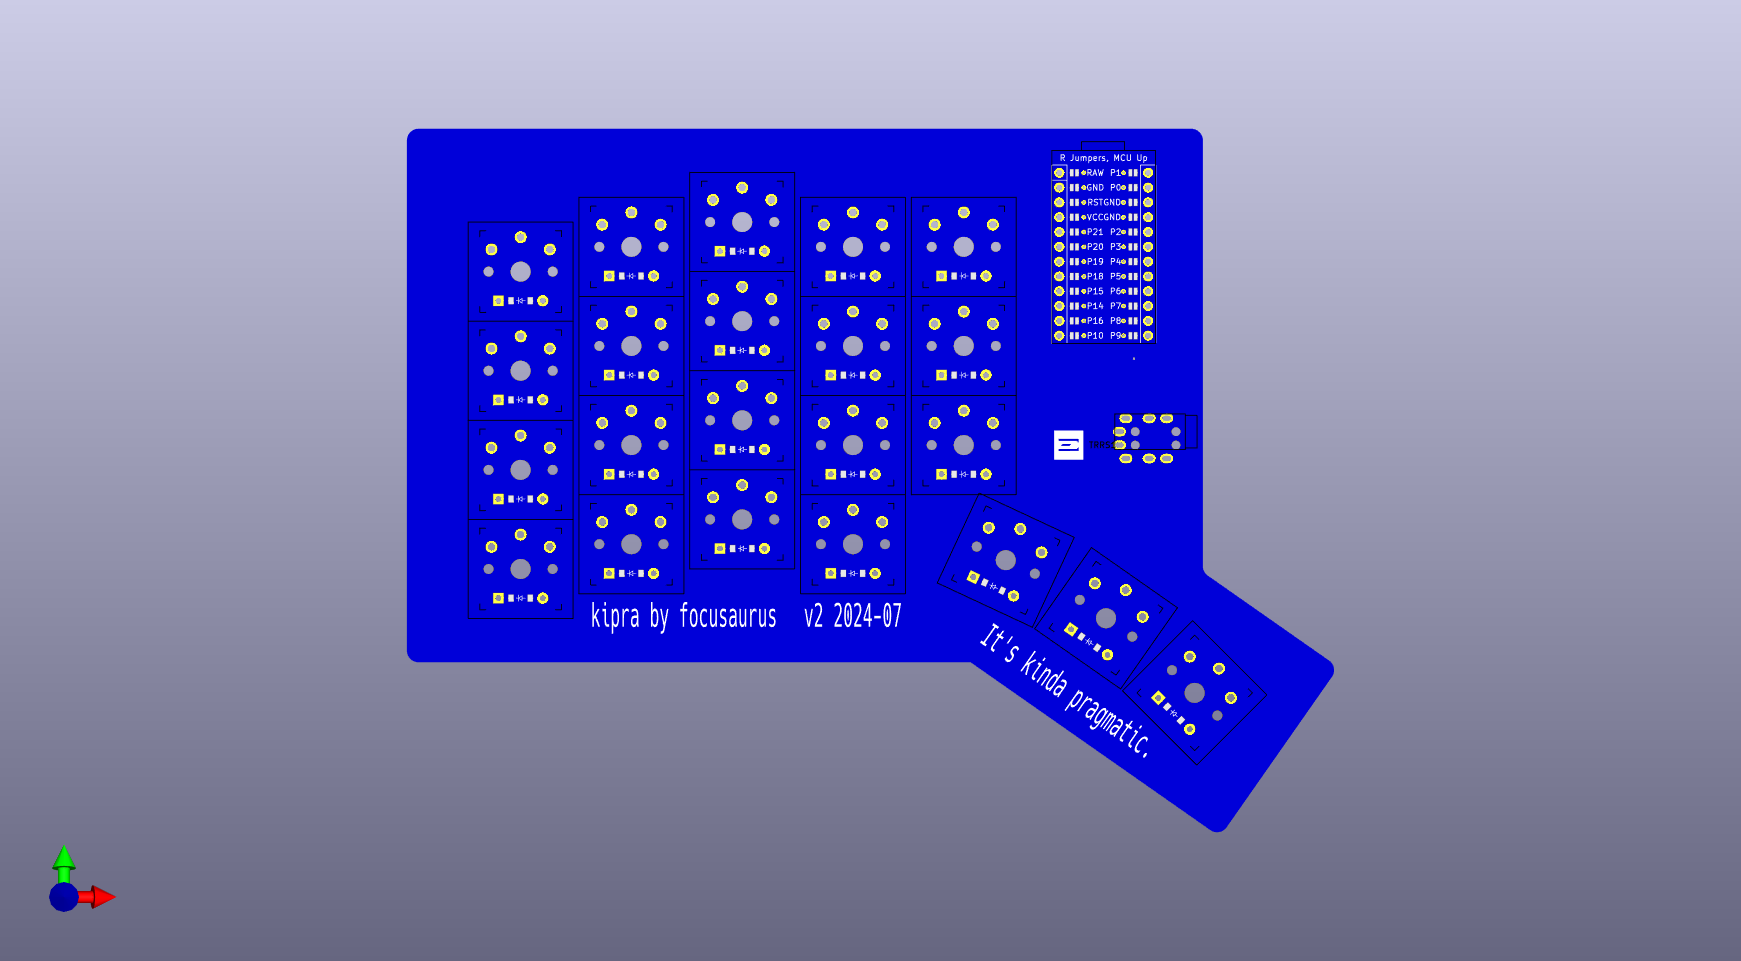 R Jumpers, MCU Up
RAW P1
GND P0
RSTGND
VCCGND
P21 P2
P20 P3
P19 P4
P18 P5
P15 P6
P14 P7
P16 P8
P10 P9
TRRS
kipra by focusaurus v2 2024-07
It's kinda pragmatic.